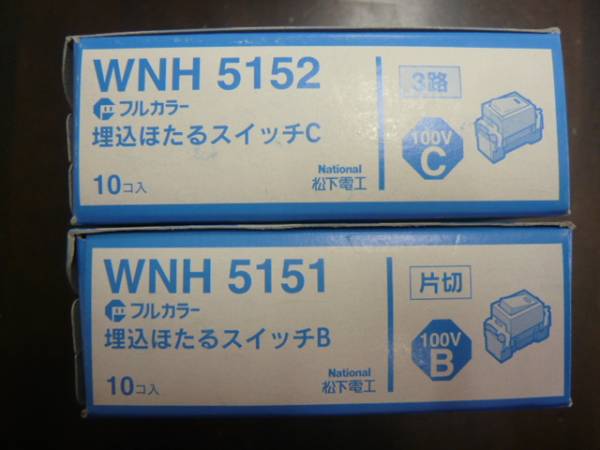 WNH 5152
フルカラー
埋込ほたるスイッチC
10コ入
National
松下電工
3路
100V
C
WNH 5151
フルカラー
埋込ほたるスイッチB
10コ入
National
松下電工
片切
100V
B